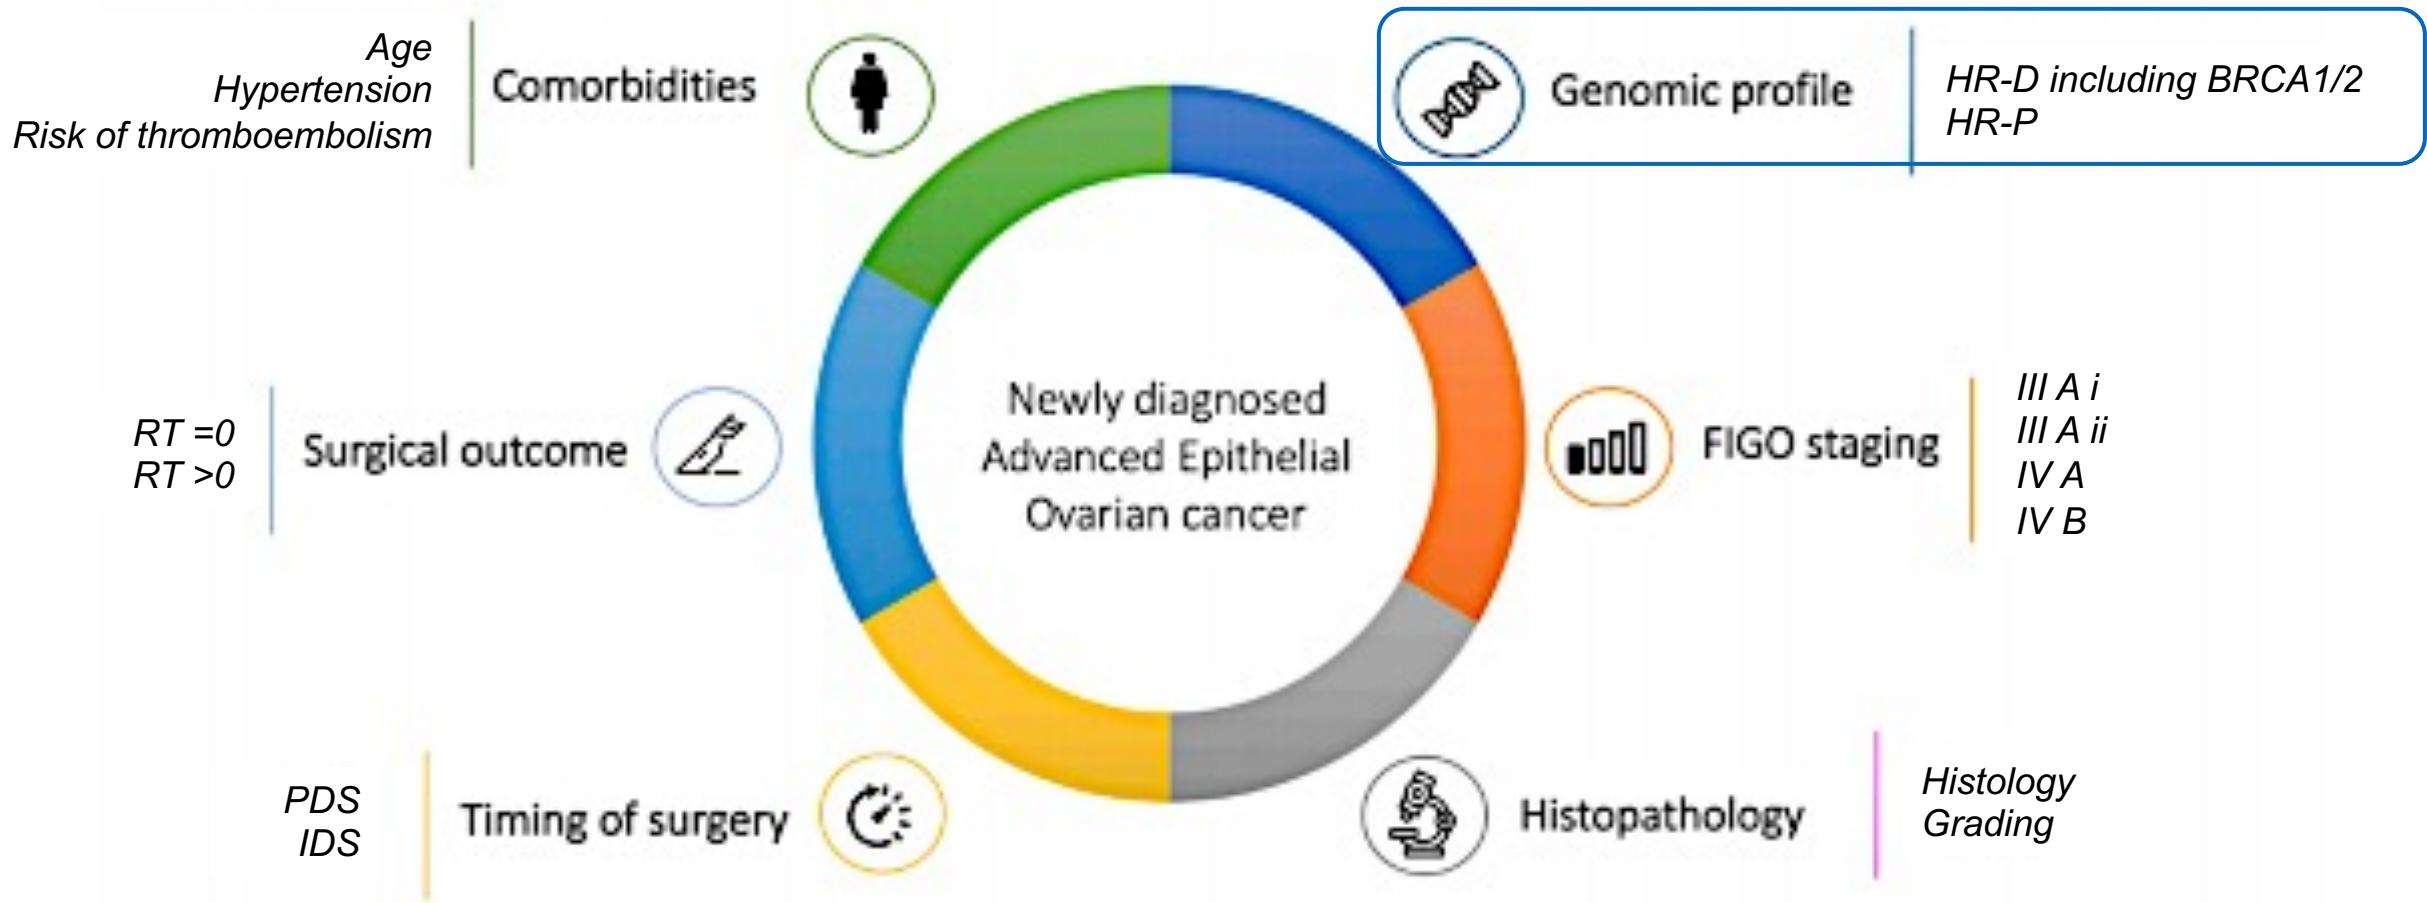 Age
Hypertension
Risk of thromboembolism
Comorbidities
Genomic profile
HR-D including BRCA1/2
HR-P
RT =0
RT >0
Surgical outcome
Newly diagnosed
Advanced Epithelial
Ovarian cancer
FIGO staging
III A i
III A ii
IV A
IV B
PDS
IDS
Timing of surgery
Histopathology
Histology
Grading